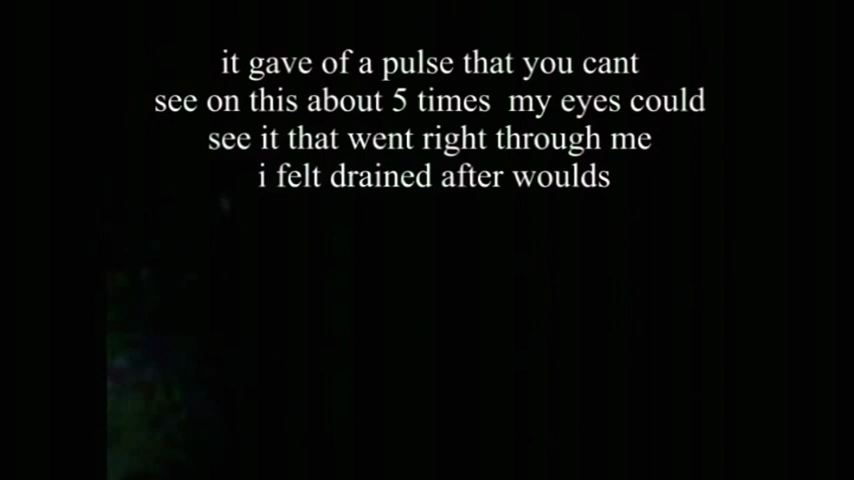 it gave of a pulse that you cant
see on this about 5 times  my eyes could
see it that went right through me
i felt drained after woulds